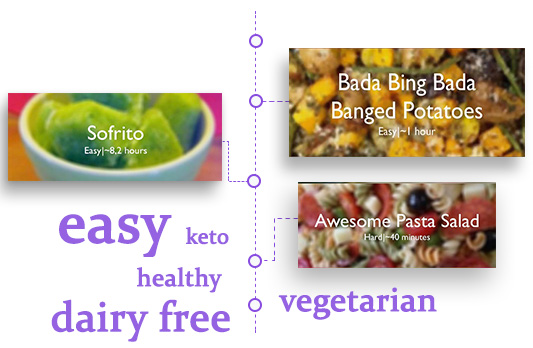 Bada Bing Bada
Banged Potatoes
Easy|~1 hour
Sofrito
Easy|~8,2 hours
Awesome Pasta Salad
Hard|~40 minutes
easy
keto
healthy
dairy free
vegetarian